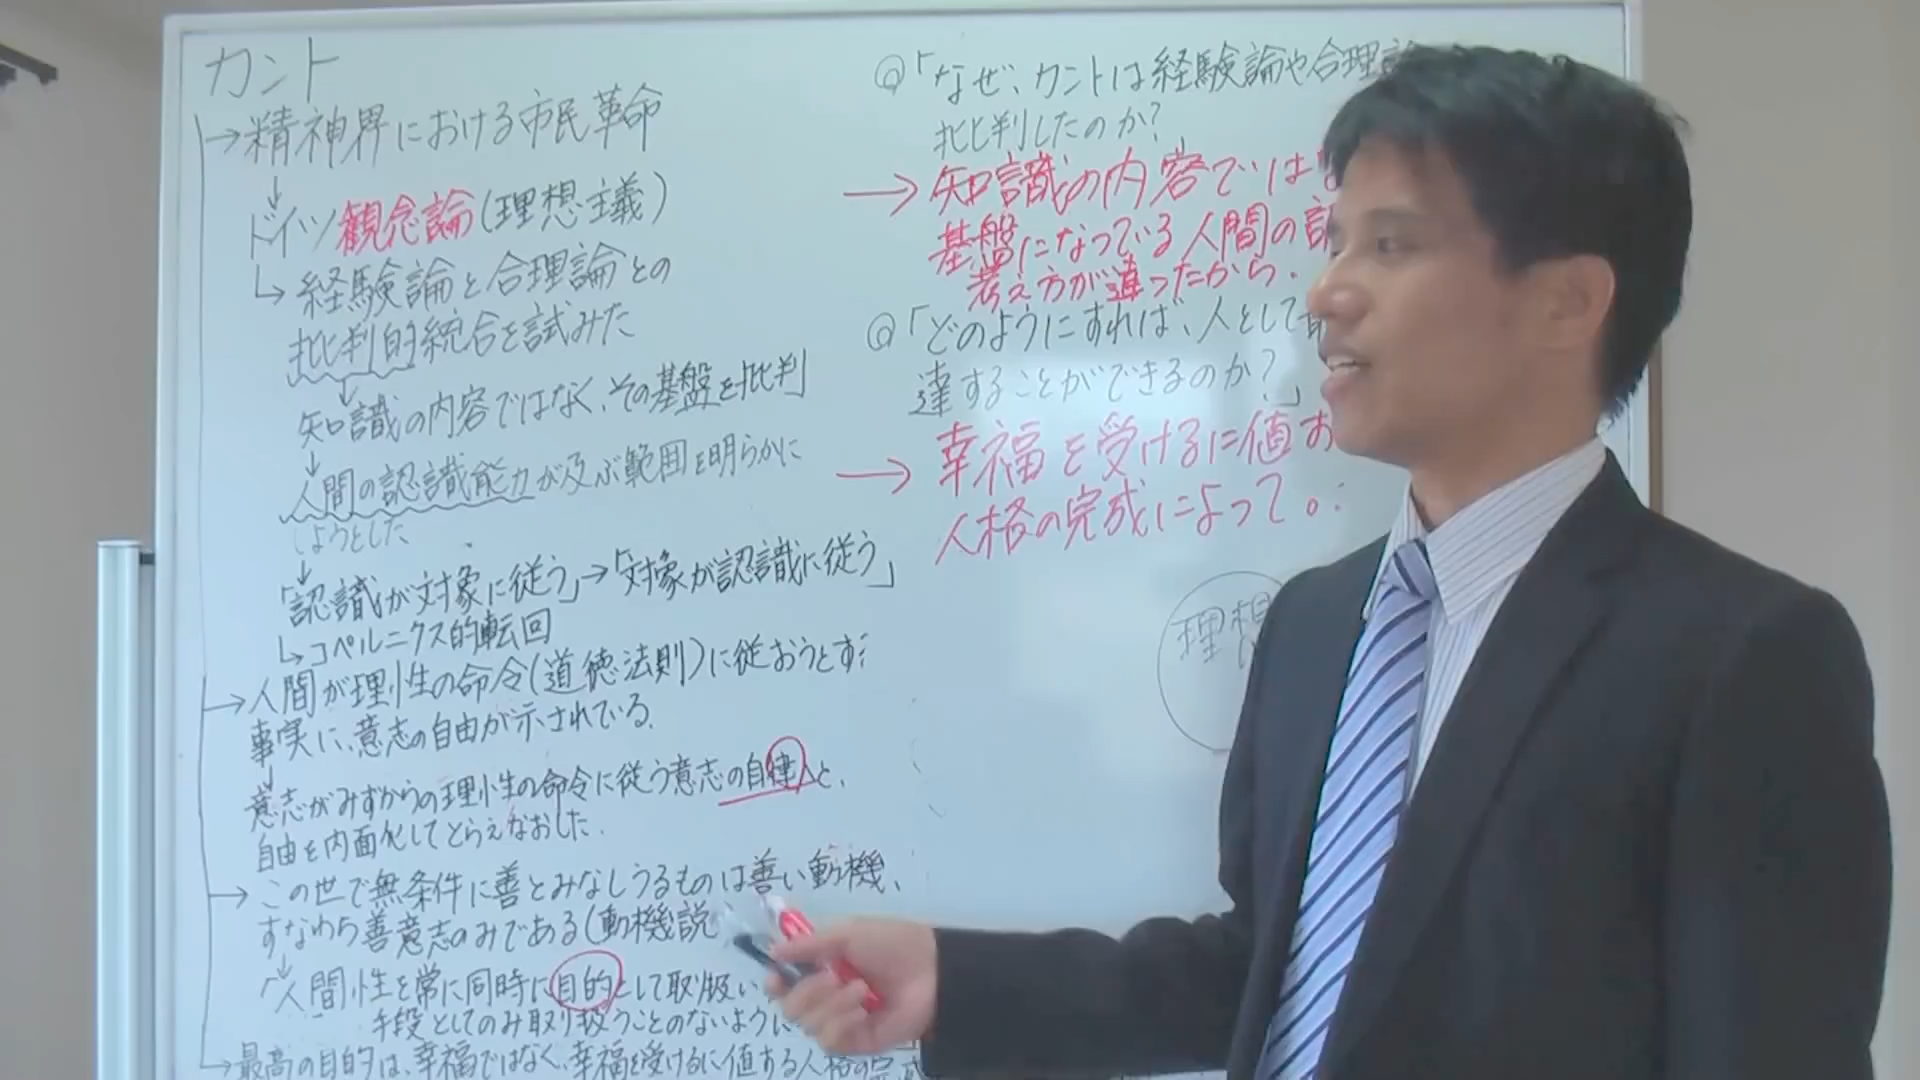 カント
→精神界における市民革命
↓
ドイツ観念論(理想主義)
↳経験論と合理論との
批判的統合を試みた
↓
知識の内容ではなく、その基盤を批判
↓
人間の認識能力が及ぶ範囲を明らかに
しようとした
↓
「認識が対象に従う」→「対象が認識に従う」
↳コペルニクス的転回
→人間が理性の命令(道徳法則)に従おうとす
事実に、意志の自由が示されている.
↓
意志がみずからの理性の命令に従う意志の自律へと、
自由を内面化してとらえなおした.
→この世で無条件に善とみなしうるものは善い動機、
すなわち善意志のみである(動機説
↓
「人間性を常に同時に目的として取扱い
手段としてのみ取り扱うことのないように
→最高の目的は、幸福ではなく、幸福を受けるに値する人格の完成
Q「なぜ、カントは経験論や合理論
批判したのか?
→知識の内容ではな
基盤になっている人間の認
考え方が違ったから.
Q「どのようにすれば、人として最
達することができるのか?」
→幸福を受けるに値す
人格の完成によって。
理想